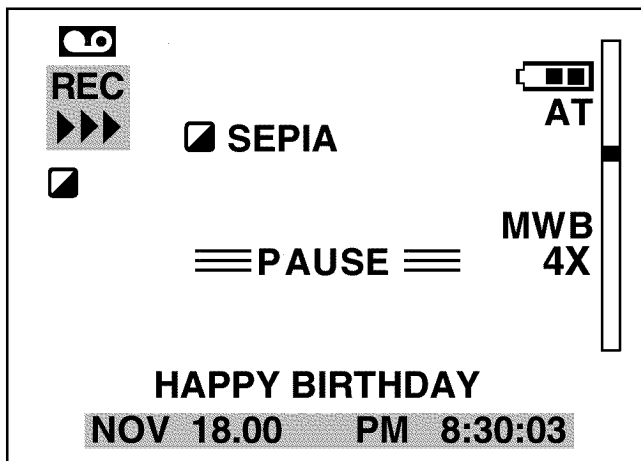 REC
AT
SEPIA
MWB
4X
PAUSE
HAPPY BIRTHDAY
NOV 18.00 PM 8:30:03